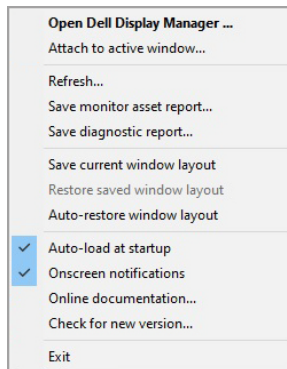 Open Dell Display Manager ...
Attach to active window...
Refresh...
Save monitor asset report...
Save diagnostic report...
Save current window layout
Restore saved window layout
Auto-restore window layout
Auto-load at startup
Onscreen notifications
Online documentation...
Check for new version...
Exit